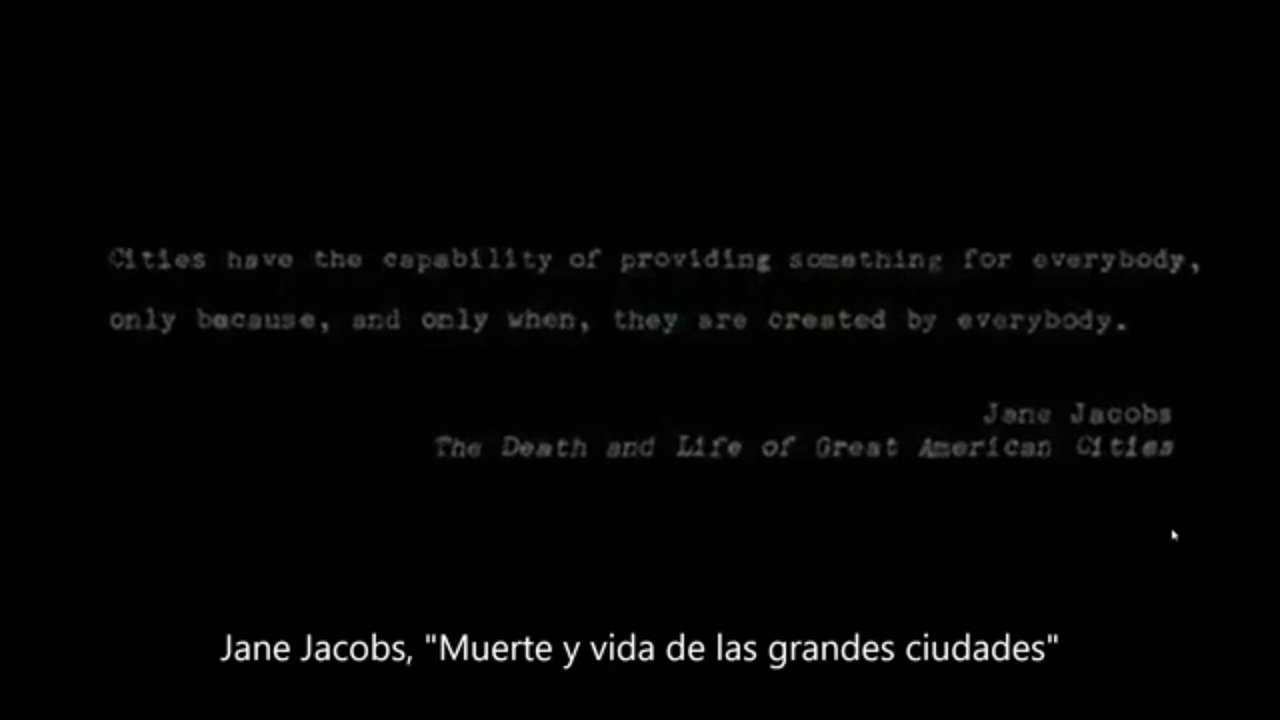 Cities have the capability of providing something for everybody,
only because, and only when, they are created by everybody.
Jane Jacobs
The Death and Life of Great American Cities
Jane Jacobs, "Muerte y vida de las grandes ciudades"